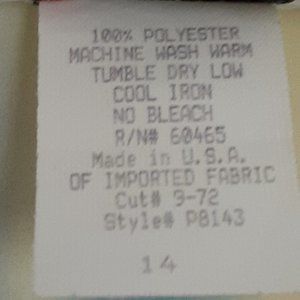 100% POLYESTER
MACHINE WASH WARM
TUMBLE DRY LOW
COOL IRON
NO BLEACH
R/N# 60465
Made in U.S.A.
OF IMPORTED FABRIC
Cut# 9-72
Style# P8143
14